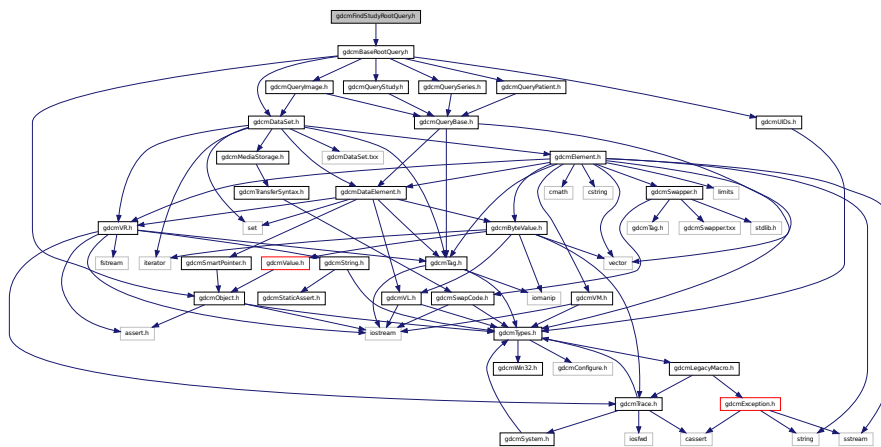 gdcmFindStudyRootQuery.h
gdcmBaseRootQuery.h
gdcmQueryImage.h
gdcmQueryStudy.h
gdcmQuerySeries.h
gdcmQueryPatient.h
gdcmDataSet.h
gdcmQueryBase.h
gdcmUIDs.h
gdcmMediaStorage.h
gdcmDataSet.txx
gdcmElement.h
gdcmTransferSyntax.h
gdcmDataElement.h
cmath
cstring
gdcmSwapper.h
limits
gdcmVR.h
set
gdcmByteValue.h
gdcmTag.h
gdcmSwapper.txx
stdlib.h
fstream
iterator
gdcmSmartPointer.h
gdcmValue.h
gdcmString.h
gdcmTag.h
vector
gdcmObject.h
gdcmStaticAssert.h
gdcmVL.h
gdcmSwapCode.h
iomanip
gdcmVM.h
assert.h
iostream
gdcmTypes.h
gdcmWin32.h
gdcmConfigure.h
gdcmLegacyMacro.h
gdcmTrace.h
gdcmException.h
gdcmSystem.h
iosfwd
cassert
string
sstream